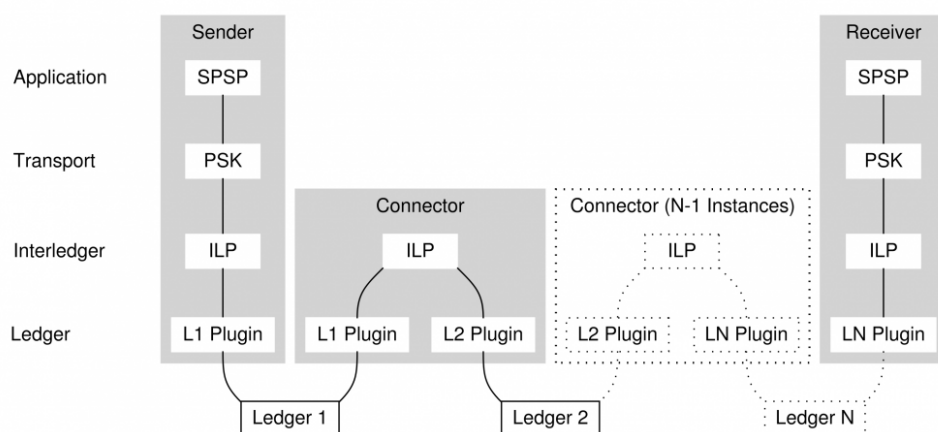 Sender
Receiver
Application
SPSP
SPSP
Transport
PSK
PSK
Connector
Connector (N-1 Instances)
Interledger
ILP
ILP
ILP
ILP
Ledger
L1 Plugin
L1 Plugin
L2 Plugin
L2 Plugin
LN Plugin
LN Plugin
Ledger 1
Ledger 2
Ledger N